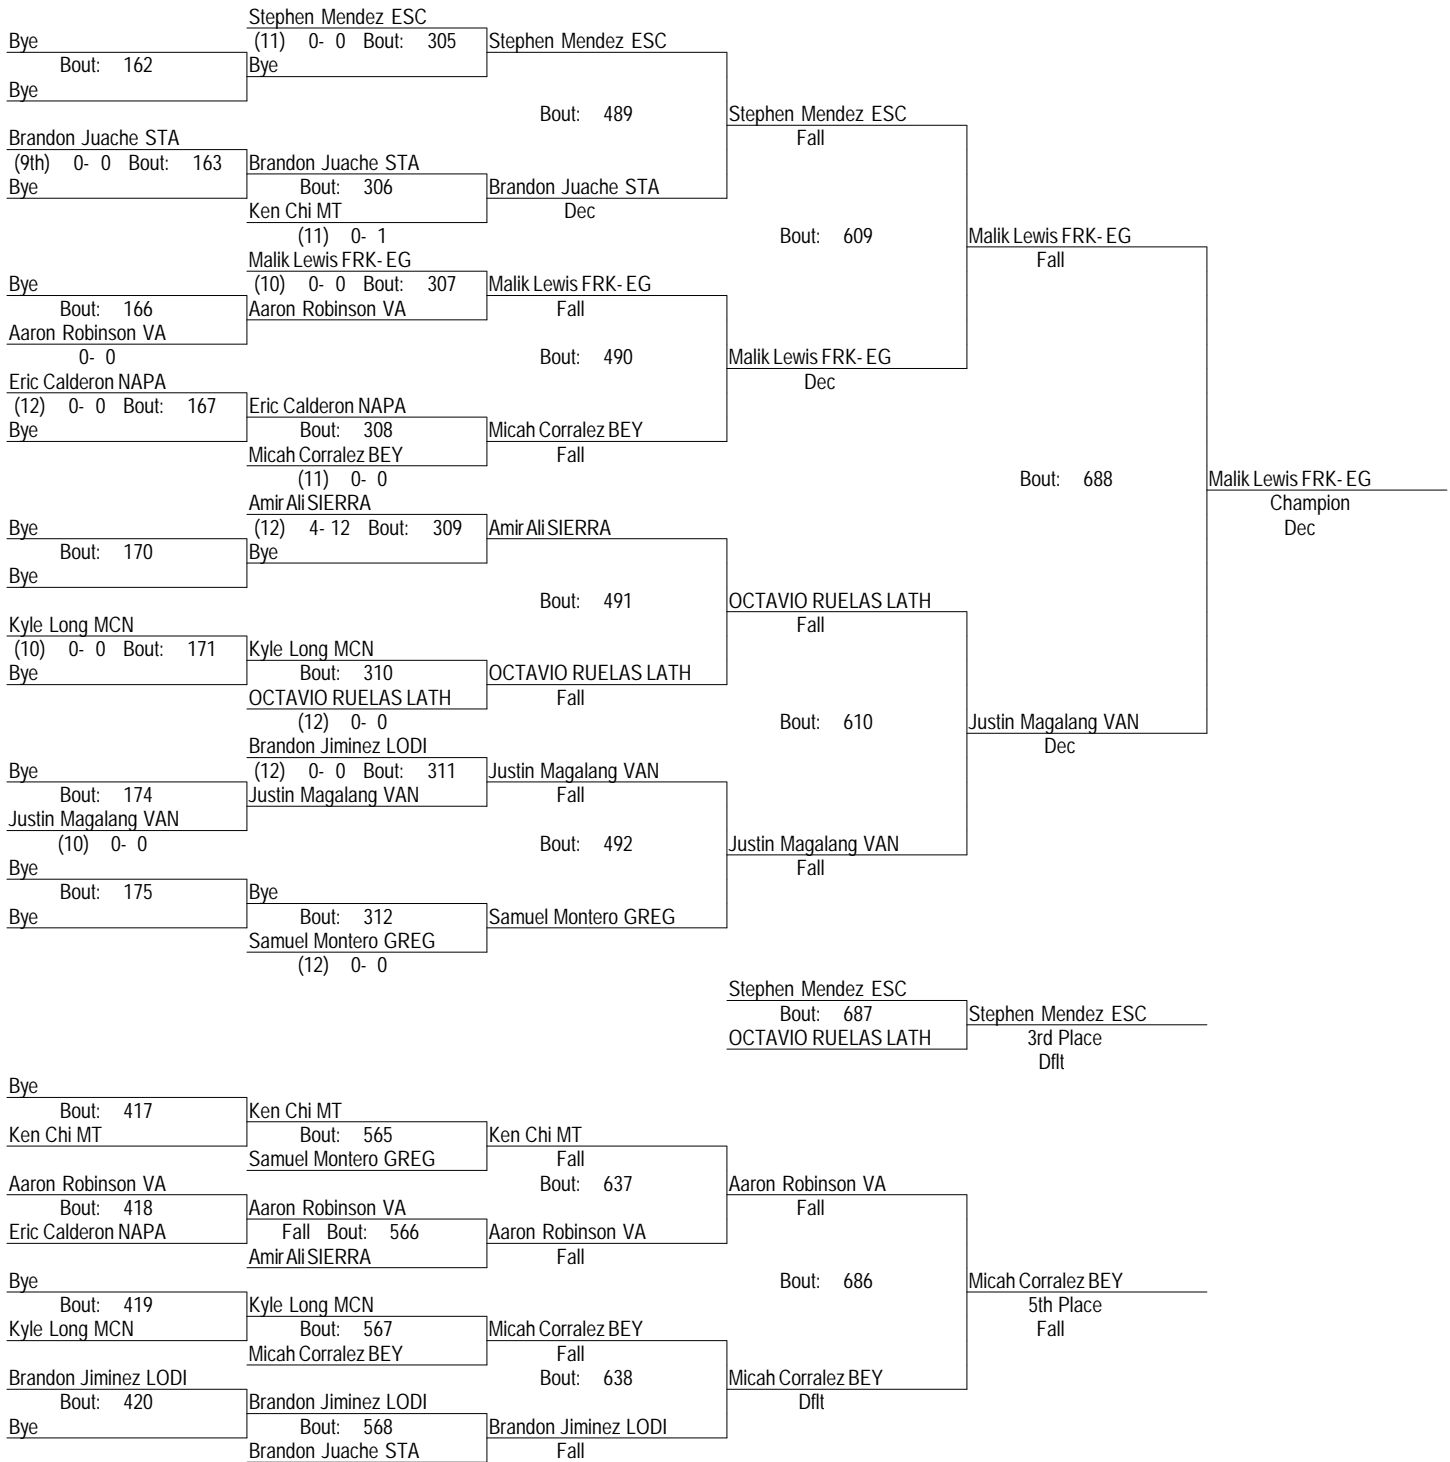 Stephen Mendez ESC
Bye (11) 0- 0 Bout: 305 Stephen Mendez ESC
Bout: 162 Bye
Bye
Bout: 489 Stephen Mendez ESC
Brandon Juache STA Fall
(9th) 0- 0 Bout: 163 Brandon Juache STA
Bye Bout: 306 Brandon Juache STA
Ken Chi MT Dec
(11) 0- 1 Bout: 609 Malik Lewis FRK- EG
Malik Lewis FRK- EG Fall
Bye (10) 0- 0 Bout: 307 Malik Lewis FRK- EG
Bout: 166 Aaron Robinson VA Fall
Aaron Robinson VA
0- 0 Bout: 490 Malik Lewis FRK- EG
Eric Calderon NAPA Dec
(12) 0- 0 Bout: 167 Eric Calderon NAPA
Bye Bout: 308 Micah Corralez BEY
Micah Corralez BEY Fall
(11) 0- 0 Bout: 688 Malik Lewis FRK- EG
Amir Ali SIERRA Champion
Bye (12) 4- 12 Bout: 309 Amir Ali SIERRA Dec
Bout: 170 Bye
Bye
Bout: 491 OCTAVIO RUELAS LATH
Kyle Long MCN Fall
(10) 0- 0 Bout: 171 Kyle Long MCN
Bye Bout: 310 OCTAVIO RUELAS LATH
OCTAVIO RUELAS LATH Fall
(12) 0- 0 Bout: 610 Justin Magalang VAN
Brandon Jiminez LODI Dec
Bye (12) 0- 0 Bout: 311 Justin Magalang VAN
Bout: 174 Justin Magalang VAN Fall
Justin Magalang VAN
(10) 0- 0 Bout: 492 Justin Magalang VAN
Bye Fall
Bout: 175 Bye
Bye Bout: 312 Samuel Montero GREG
Samuel Montero GREG
(12) 0- 0
Stephen Mendez ESC
Bout: 687 Stephen Mendez ESC
OCTAVIO RUELAS LATH 3rd Place
Dflt
Bye
Bout: 417 Ken Chi MT
Ken Chi MT Bout: 565 Ken Chi MT
Samuel Montero GREG Fall
Aaron Robinson VA Bout: 637 Aaron Robinson VA
Bout: 418 Aaron Robinson VA Fall
Eric Calderon NAPA Fall Bout: 566 Aaron Robinson VA
Amir Ali SIERRA Fall
Bye Bout: 686 Micah Corralez BEY
Bout: 419 Kyle Long MCN 5th Place
Kyle Long MCN Bout: 567 Micah Corralez BEY Fall
Micah Corralez BEY Fall
Brandon Jiminez LODI Bout: 638 Micah Corralez BEY
Bout: 420 Brandon Jiminez LODI Dflt
Bye Bout: 568 Brandon Jiminez LODI
Brandon Juache STA Fall